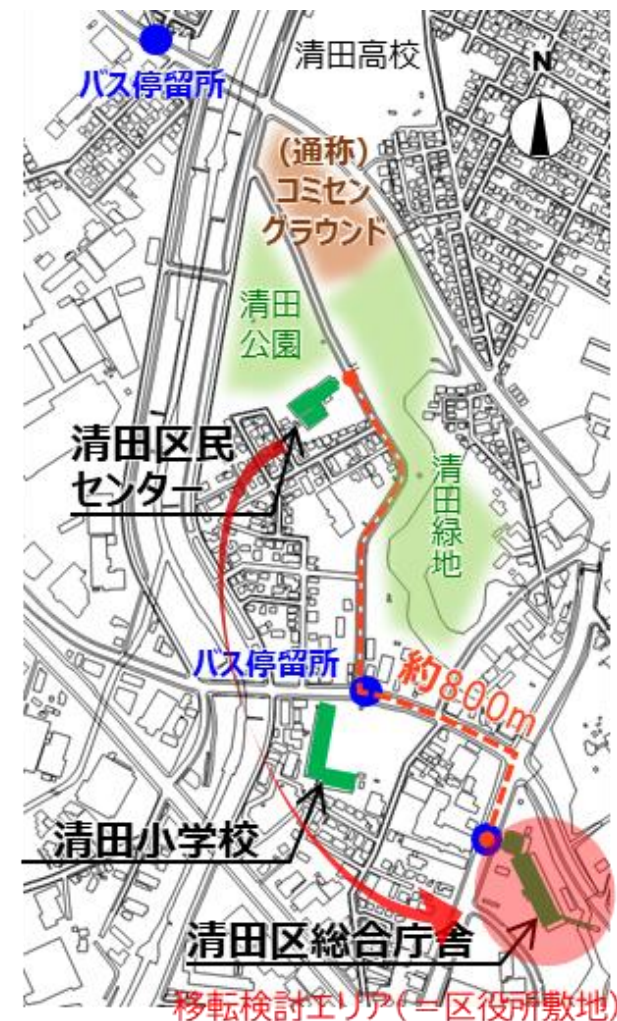 清田高校
N
バス停留所
(通称)
コミセン
グラウンド
清田
公園
清田区民
センター
清田緑地
バス停留所
約800m
清田小学校
清田区総合庁舎
移転検討エリア(=区役所敷地)